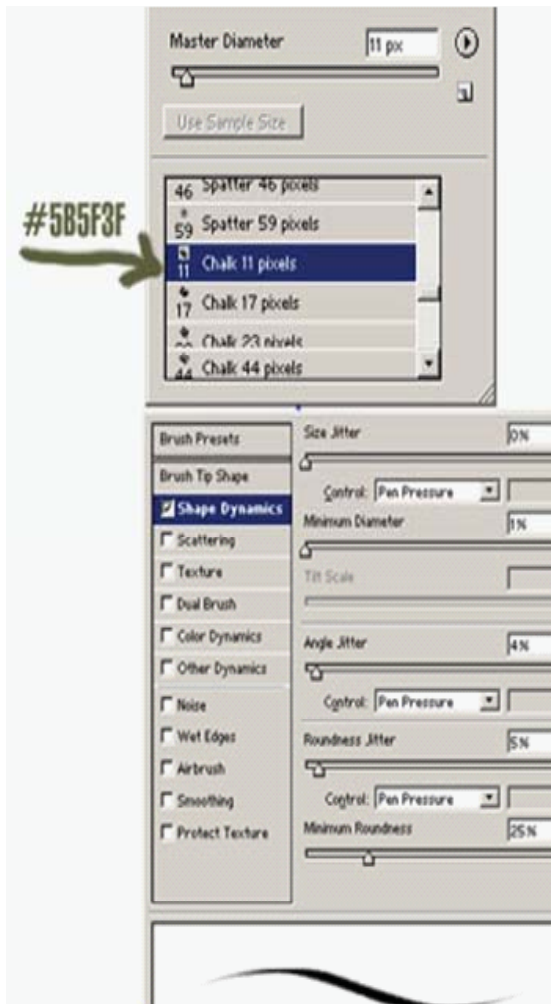 Master Diameter 11 px
Use Sample Size
46 Spatter 46 pixels
59 Spatter 59 pixels
#5B5F3F
11 Chalk 11 pixels
17 Chalk 17 pixels
Chalk 23 pixels
44 Chalk 44 pixels
Brush Presets
Brush Tip Shape
Shape Dynamics
Scattering
Texture
Dual Brush
Color Dynamics
Other Dynamics
Noise
Wet Edges
Airbrush
Smoothing
Protect Texture
Size Jitter 0%
Control: Pen Pressure
Minimum Diameter 1%
Tilt Scale
Angle Jitter 4%
Control: Pen Pressure
Roundness Jitter 5%
Control: Pen Pressure
Minimum Roundness 25%